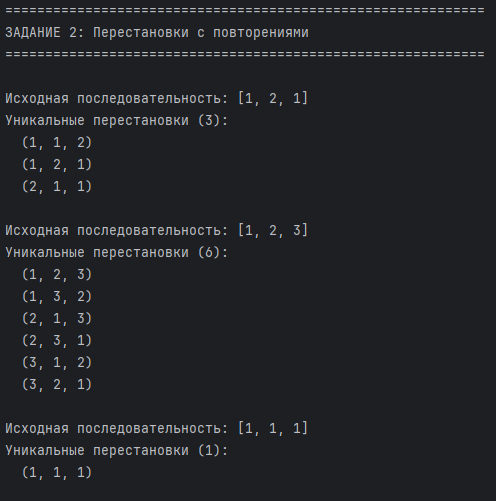 ============================================================
ЗАДАНИЕ 2: Перестановки с повторениями
============================================================
Исходная последовательность: [1, 2, 1]
Уникальные перестановки (3):
(1, 1, 2)
(1, 2, 1)
(2, 1, 1)
Исходная последовательность: [1, 2, 3]
Уникальные перестановки (6):
(1, 2, 3)
(1, 3, 2)
(2, 1, 3)
(2, 3, 1)
(3, 1, 2)
(3, 2, 1)
Исходная последовательность: [1, 1, 1]
Уникальные перестановки (1):
(1, 1, 1)